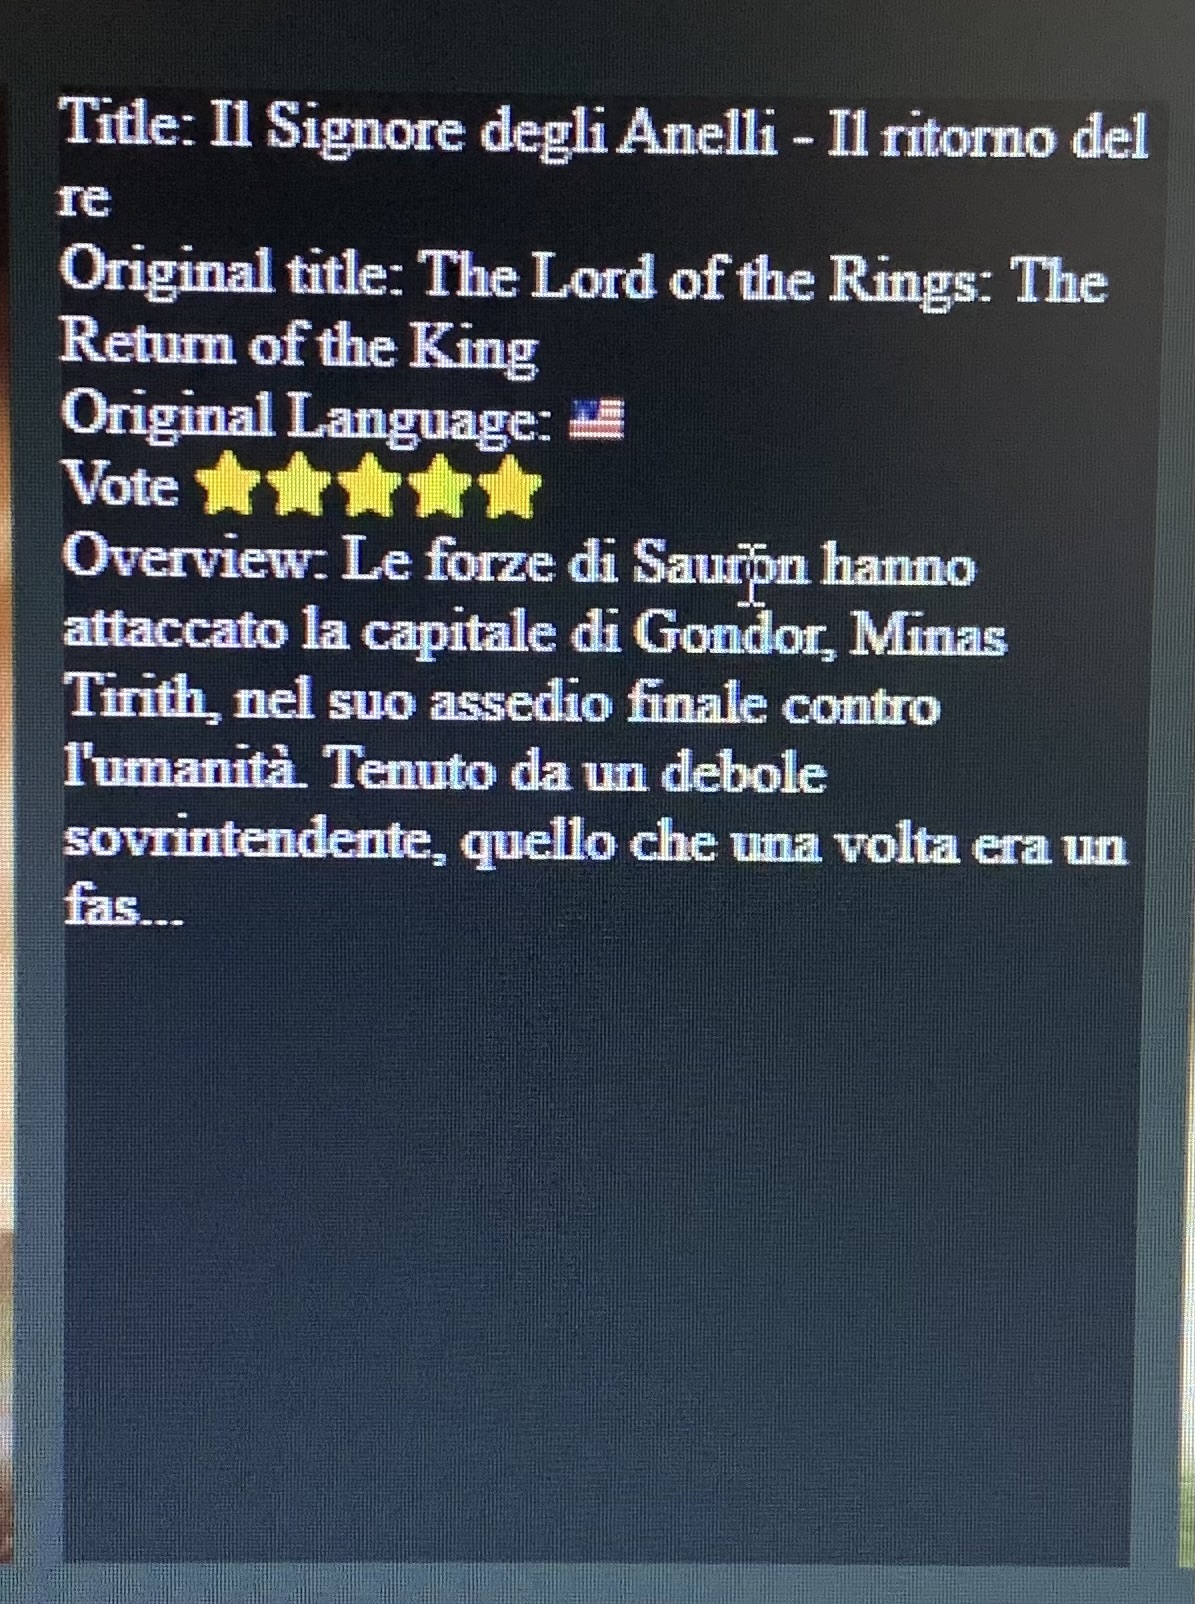 Title: Il Signore degli Anelli - Il ritorno del
re
Original title: The Lord of the Rings: The
Return of the King
Original Language: 🇺🇸
Vote ⭐⭐⭐⭐⭐
Overview: Le forze di Sauron hanno
attaccato la capitale di Gondor, Minas
Tirith, nel suo assedio finale contro
l'umanità. Tenuto da un debole
sovrintendente, quello che una volta era un
fas...